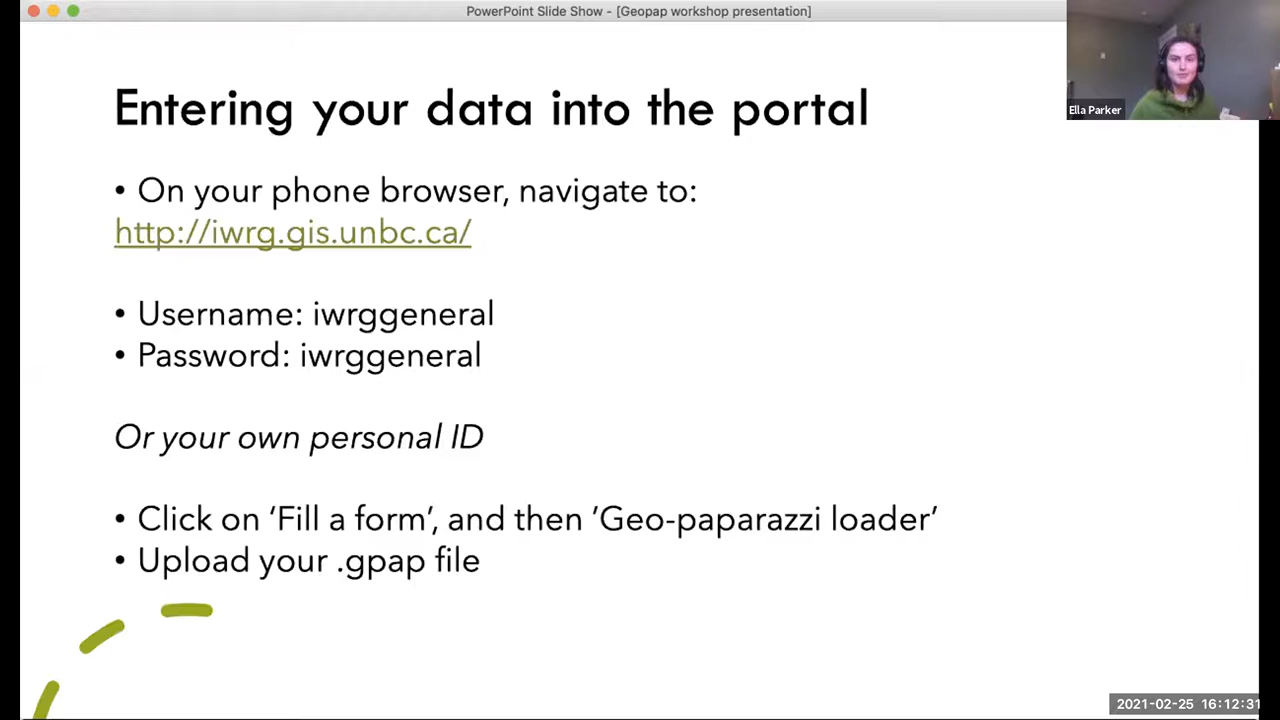 PowerPoint Slide Show - [Geopap workshop presentation]
Ella Parker
Entering your data into the portal
• On your phone browser, navigate to:
http://iwrg.gis.unbc.ca/
• Username: iwrggeneral
• Password: iwrggeneral
Or your own personal ID
• Click on ‘Fill a form’, and then ’Geo-paparazzi loader’
• Upload your .gpap file
2021-02-25 16:12:31